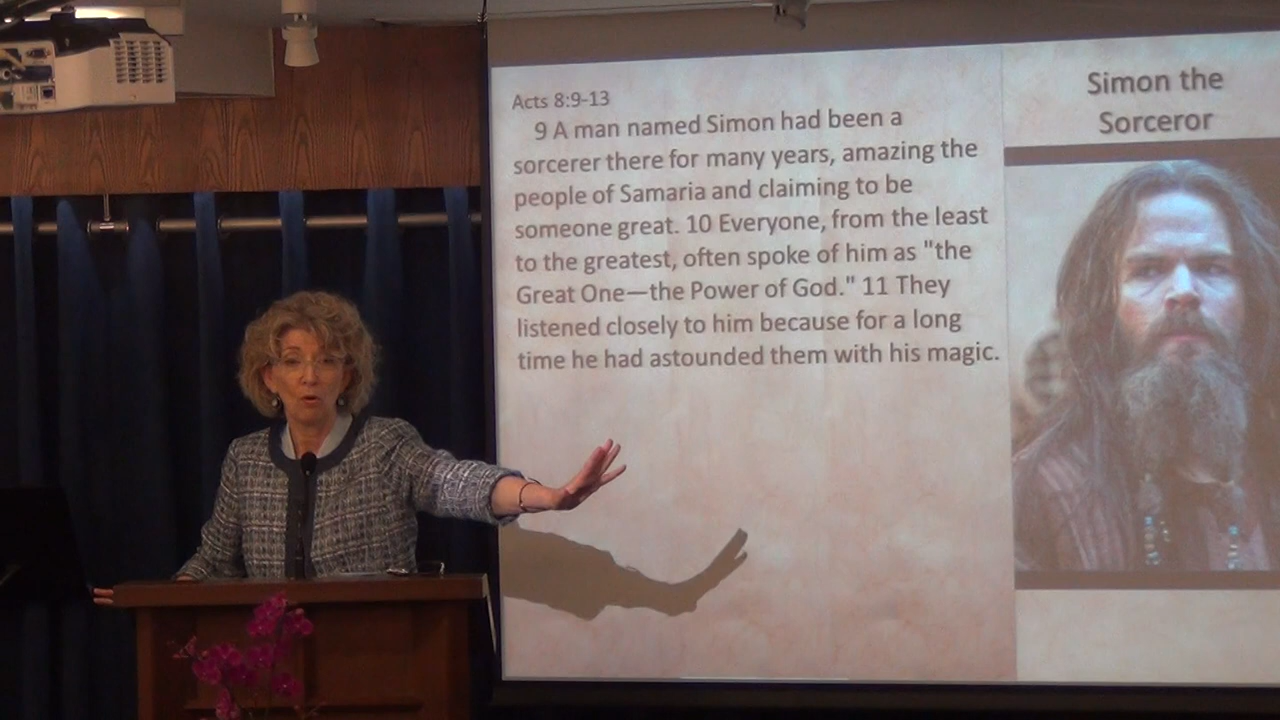 Acts 8:9-13
9 A man named Simon had been a
sorcerer there for many years, amazing the
people of Samaria and claiming to be
someone great. 10 Everyone, from the least
to the greatest, often spoke of him as "the
Great One—the Power of God." 11 They
listened closely to him because for a long
time he had astounded them with his magic.
Simon the
Sorceror